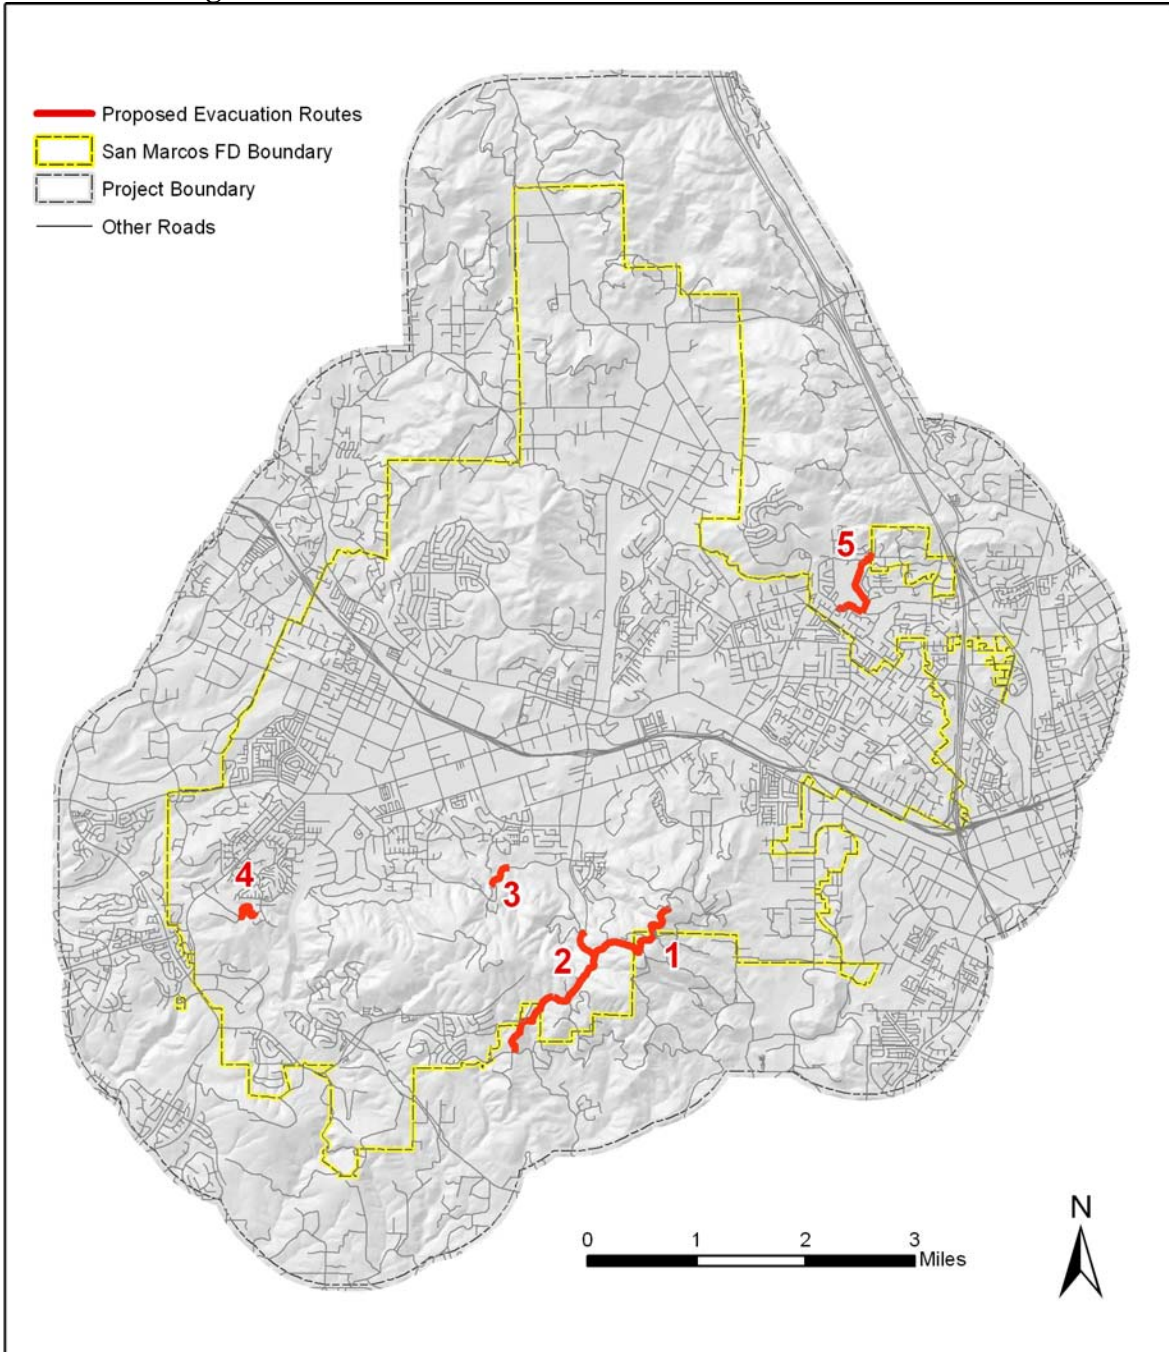 Proposed Evacuation Routes
San Marcos FD Boundary
Project Boundary
Other Roads
5
4
3
2
1
N
0 1 2 3
Miles